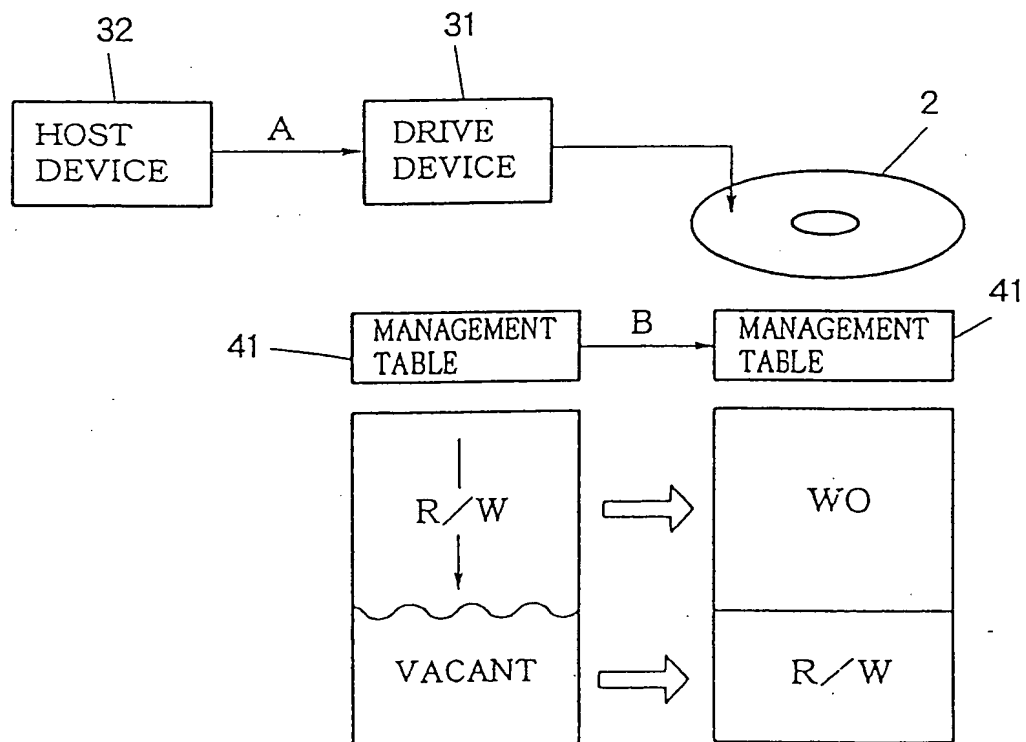 32
31
2
A
HOST
DEVICE
DRIVE
DEVICE
41
41
B
MANAGEMENT
TABLE
MANAGEMENT
TABLE
R/W
WO
VACANT
R/W